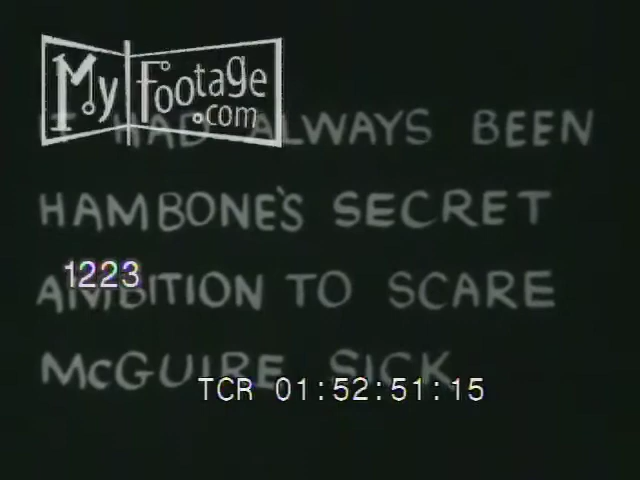 My Footage .com
IT HAD ALWAYS BEEN
HAMBONE'S SECRET
1223
AMBITION TO SCARE
McGUIRE SICK
TCR 01:52:51:15